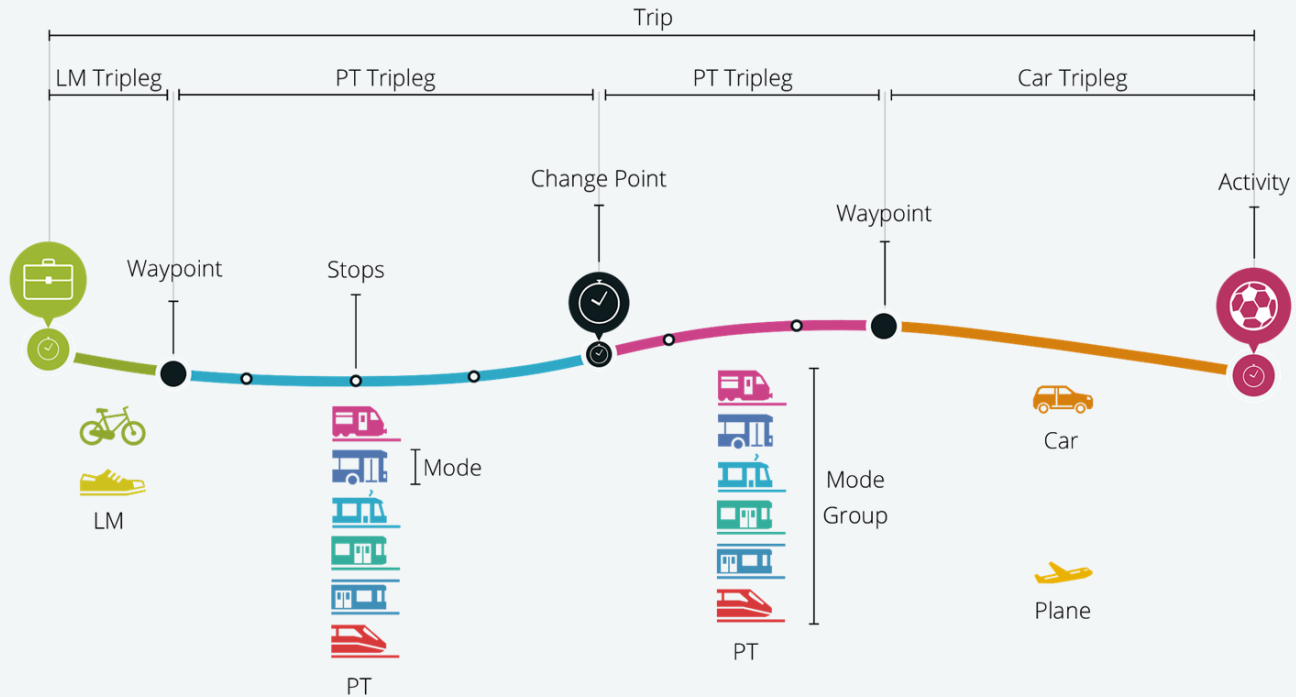 Trip
LM Tripleg
PT Tripleg
PT Tripleg
Car Tripleg
Change Point
Activity
Waypoint
Waypoint
Stops
Mode
LM
PT
Mode
Group
PT
Car
Plane